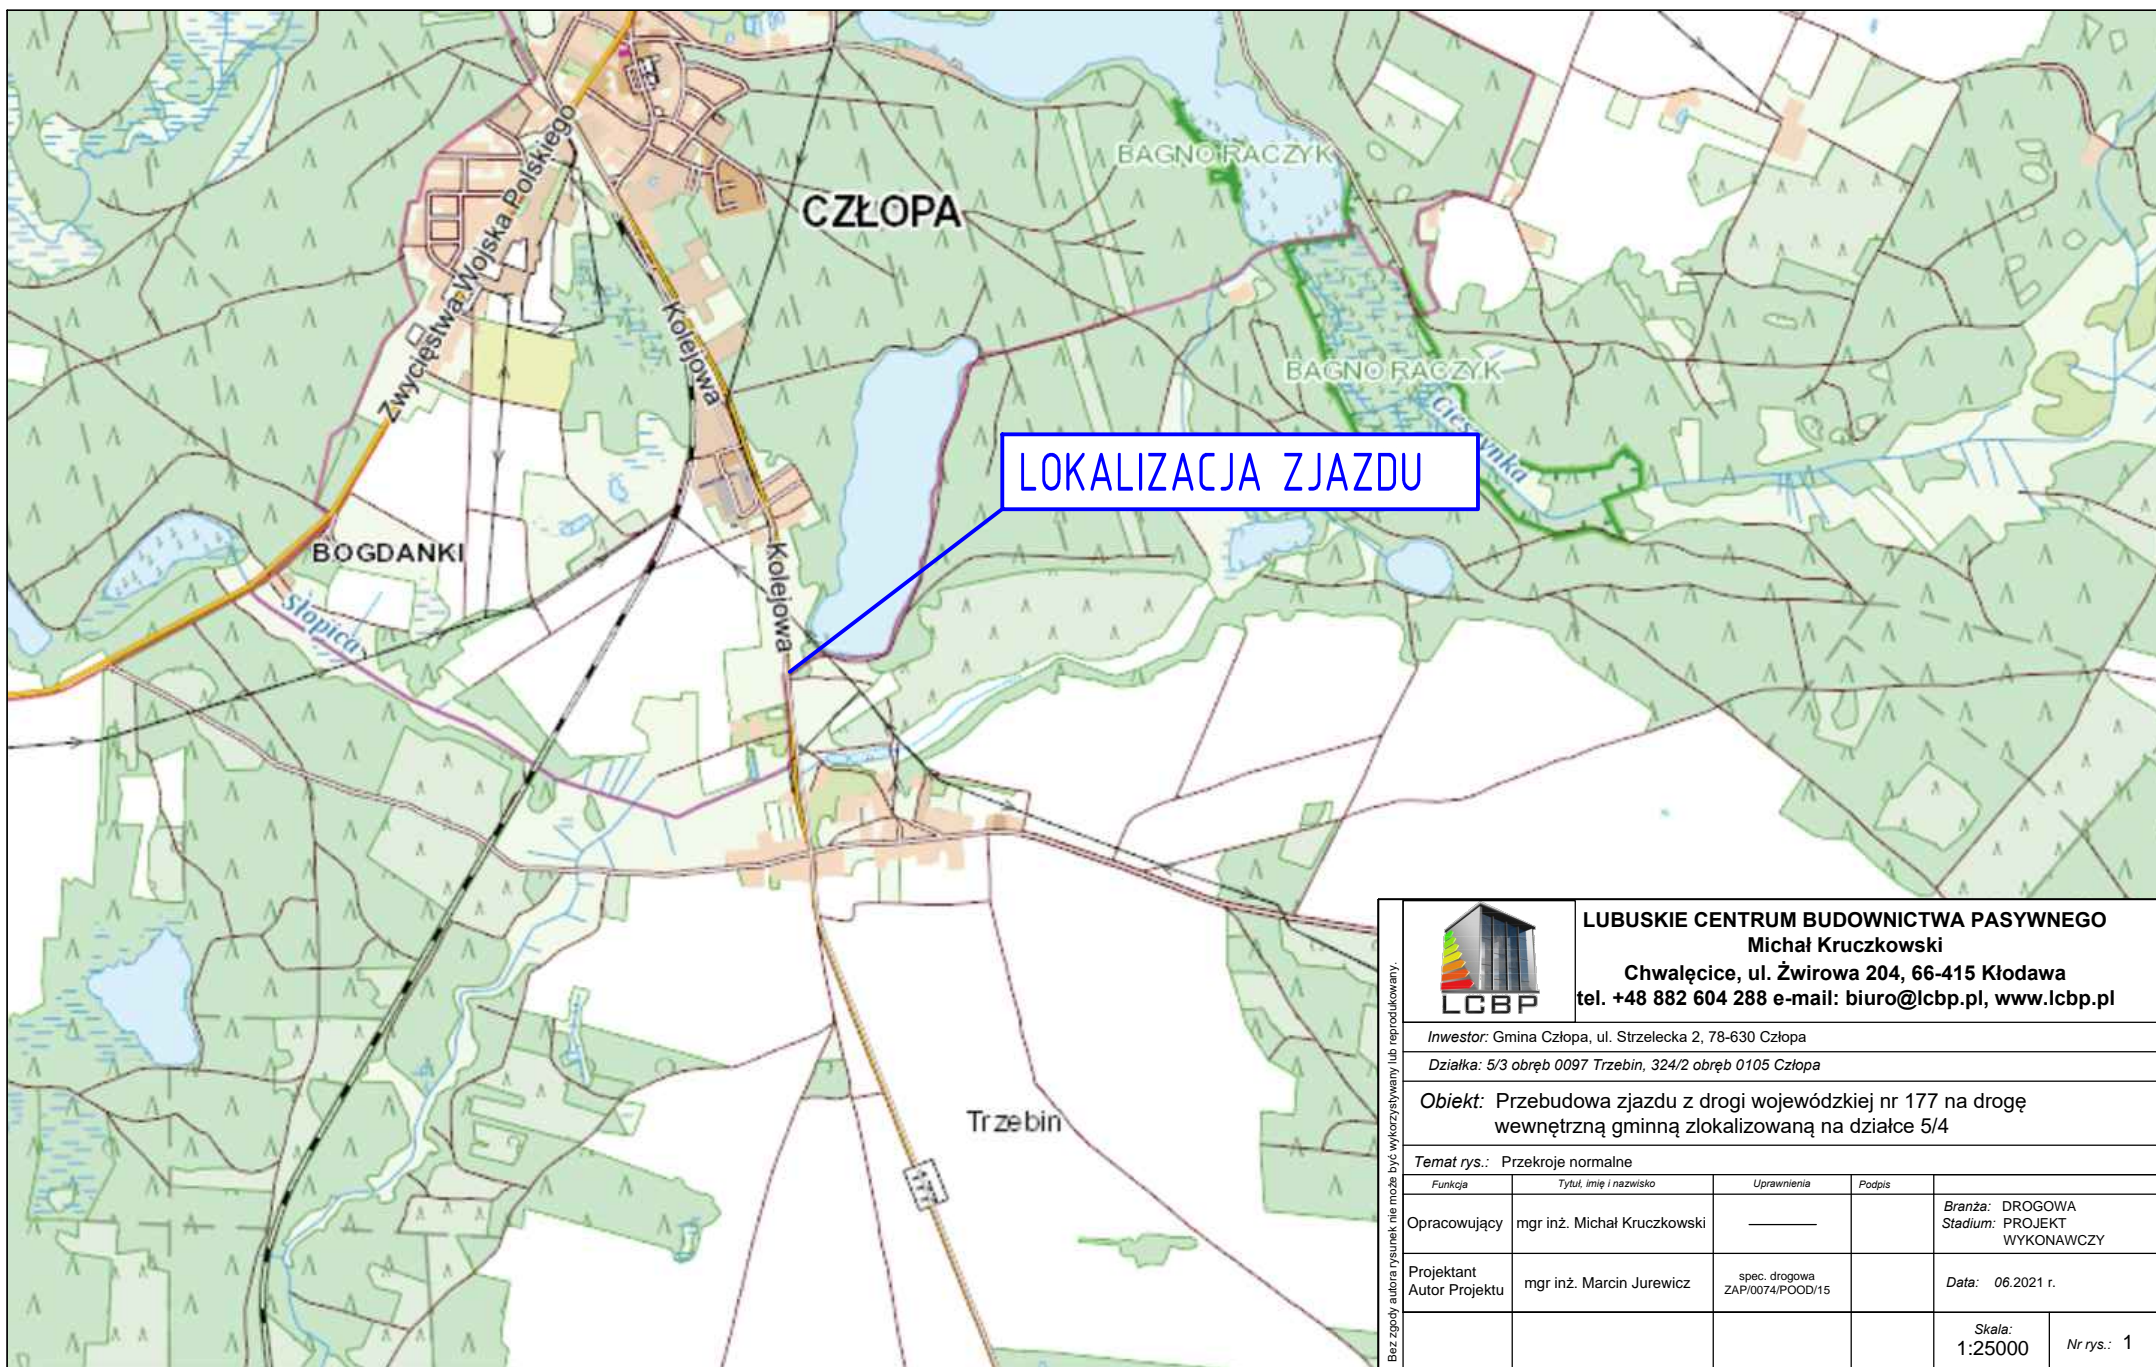 BAGNO RACZYK
CZŁOPA
Zwycięstwa Wojska Polskiego
Kolejowa
BAGNO RACZYK
Cieszynka
LOKALIZACJA ZJAZDU
BOGDANKI
Kolejowa
Słopica
Trzebin
177
Bez zgody autora rysunek nie może być wykorzystywany lub reprodukowany.
LCBP
LUBUSKIE CENTRUM BUDOWNICTWA PASYWNEGO
Michał Kruczkowski
Chwalęcice, ul. Żwirowa 204, 66-415 Kłodawa
tel. +48 882 604 288 e-mail: biuro@lcbp.pl, www.lcbp.pl
Inwestor: Gmina Człopa, ul. Strzelecka 2, 78-630 Człopa
Działka: 5/3 obręb 0097 Trzebin, 324/2 obręb 0105 Człopa
Obiekt: Przebudowa zjazdu z drogi wojewódzkiej nr 177 na drogę
wewnętrzną gminną zlokalizowaną na działce 5/4
Temat rys.: Przekroje normalne
Funkcja Tytuł, imię i nazwisko Uprawnienia Podpis
Opracowujący mgr inż. Michał Kruczkowski
Branża: DROGOWA
Stadium: PROJEKT
WYKONAWCZY
Projektant
Autor Projektu
mgr inż. Marcin Jurewicz
spec. drogowa
ZAP/0074/POOD/15
Data: 06.2021 r.
Skala:
1:25000
Nr rys.: 1